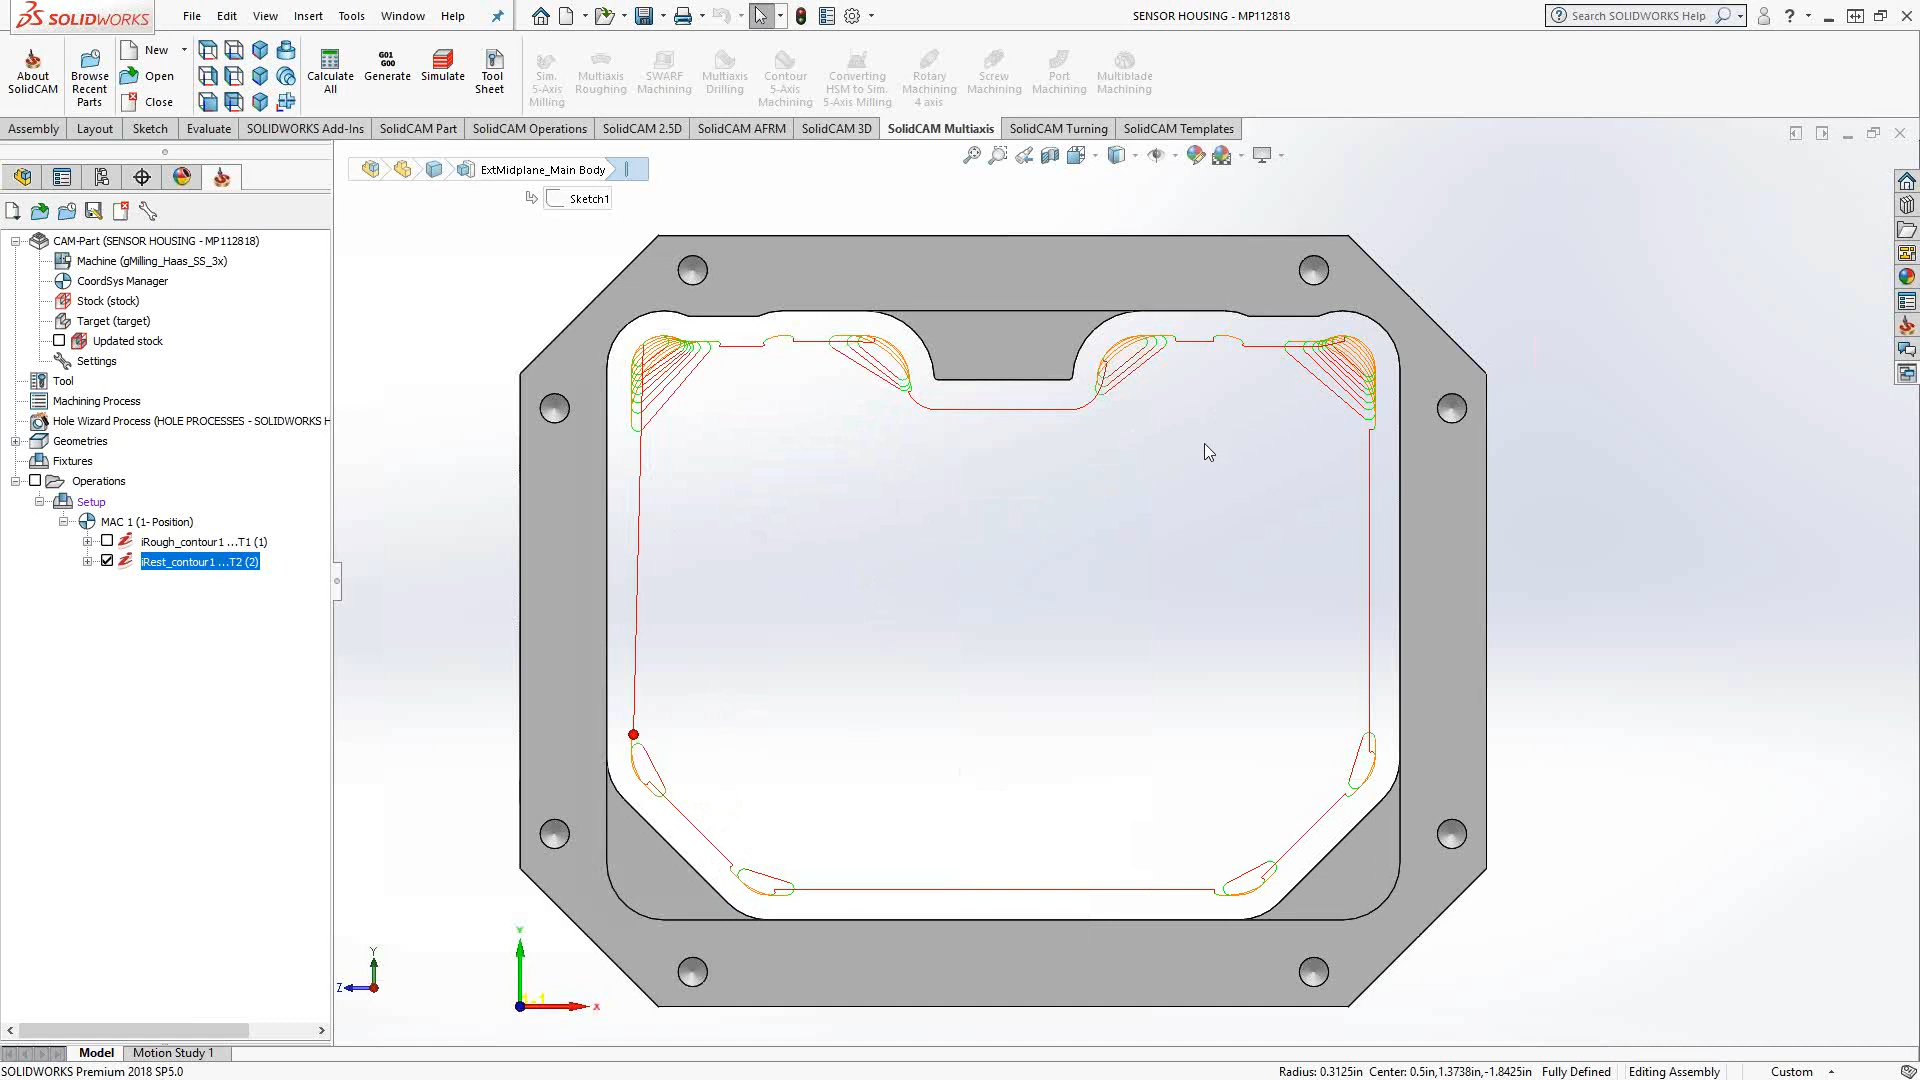 SOLIDWORKS File Edit View Insert Tools Window Help SENSOR HOUSING - MP112818 Search SOLIDWORKS Help ?
About SolidCAM
Browse Recent Parts
New
Open
Close
Calculate All
G01 G00
Generate
Simulate
Tool Sheet
Sim. 5-Axis Milling
Multiaxis Roughing
SWARF Machining
Multiaxis Drilling
Contour 5-Axis Machining
Converting HSM to Sim. 5-Axis Milling
Rotary Machining 4 axis
Screw Machining
Port Machining
Multiblade Machining
Assembly Layout Sketch Evaluate SOLIDWORKS Add-Ins SolidCAM Part SolidCAM Operations SolidCAM 2.5D SolidCAM AFRM SolidCAM 3D SolidCAM Multiaxis SolidCAM Turning SolidCAM Templates
ExtMidplane_Main Body
Sketch1
CAM-Part (SENSOR HOUSING - MP112818)
Machine (gMilling_Haas_SS_3x)
CoordSys Manager
Stock (stock)
Target (target)
Updated stock
Settings
Tool
Machining Process
Hole Wizard Process (HOLE PROCESSES - SOLIDWORKS H
Geometries
Fixtures
Operations
Setup
MAC 1 (1- Position)
iRough_contour1 ...T1 (1)
iRest_contour1 ...T2 (2)
Y
Z
Y
1-1
X
Model Motion Study 1
SOLIDWORKS Premium 2018 SP5.0 Radius: 0.3125in Center: 0.5in,1.3738in,-1.8425in Fully Defined Editing Assembly Custom